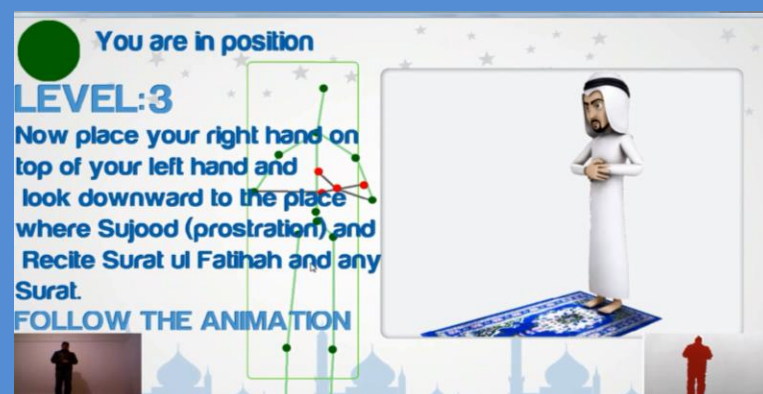 You are in position
LEVEL:3
Now place your right hand on
top of your left hand and
look downward to the place
where Sujood (prostration) and
Recite Surat ul Fatihah and any
Surat.
FOLLOW THE ANIMATION